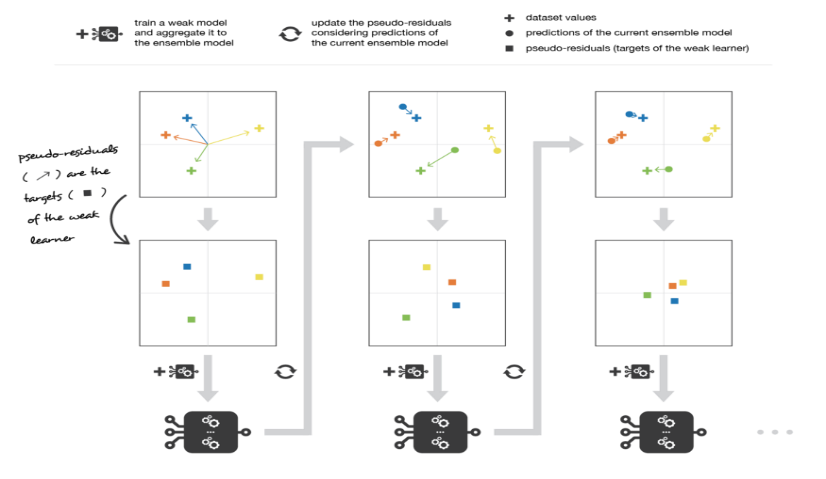 train a weak model
and aggregate it to
the ensemble model
update the pseudo-residuals
considering predictions of
the current ensemble model
dataset values
predictions of the current ensemble model
pseudo-residuals (targets of the weak learner)
pseudo-residuals
( ↗ ) are the
targets ( ■ )
of the weak
learner